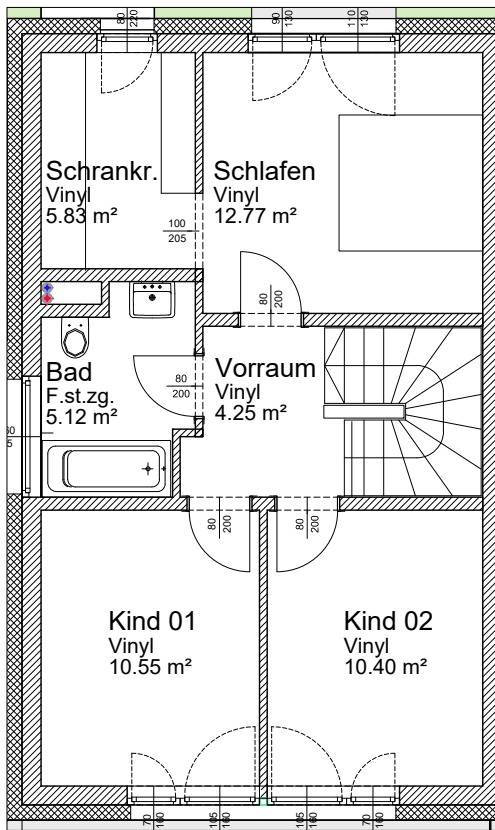 80
220
90
130
110
130
Schrankr.
Vinyl
5.83 m²
Schlafen
Vinyl
12.77 m²
100
205
80
200
Bad
F.st.zg.
5.12 m²
80
200
Vorraum
Vinyl
4.25 m²
80
200
80
200
Kind 01
Vinyl
10.55 m²
Kind 02
Vinyl
10.40 m²
70
160
105
160
105
160
70
160